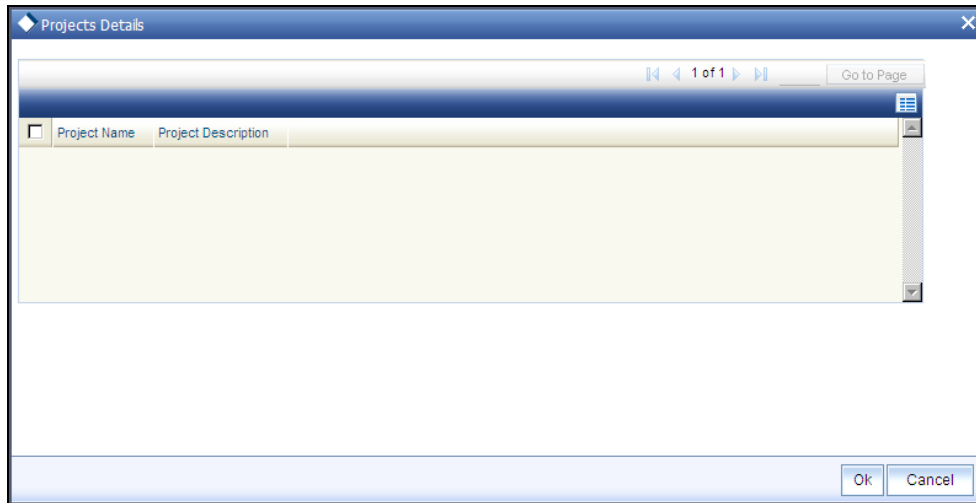 Projects Details
1 of 1 Go to Page
Project Name Project Description
Ok Cancel